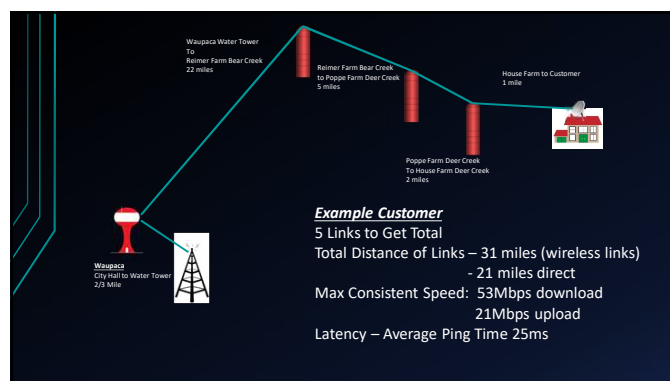 Waupaca Water Tower
To
Reimer Farm Bear Creek
22 miles
Reimer Farm Bear Creek
to Poppe Farm Deer Creek
5 miles
House Farm to Customer
1 mile
Poppe Farm Deer Creek
To House Farm Deer Creek
2 miles
Waupaca
City Hall to Water Tower
2/3 Mile
Example Customer
5 Links to Get Total
Total Distance of Links – 31 miles (wireless links)
- 21 miles direct
Max Consistent Speed: 53Mbps download
21Mbps upload
Latency – Average Ping Time 25ms